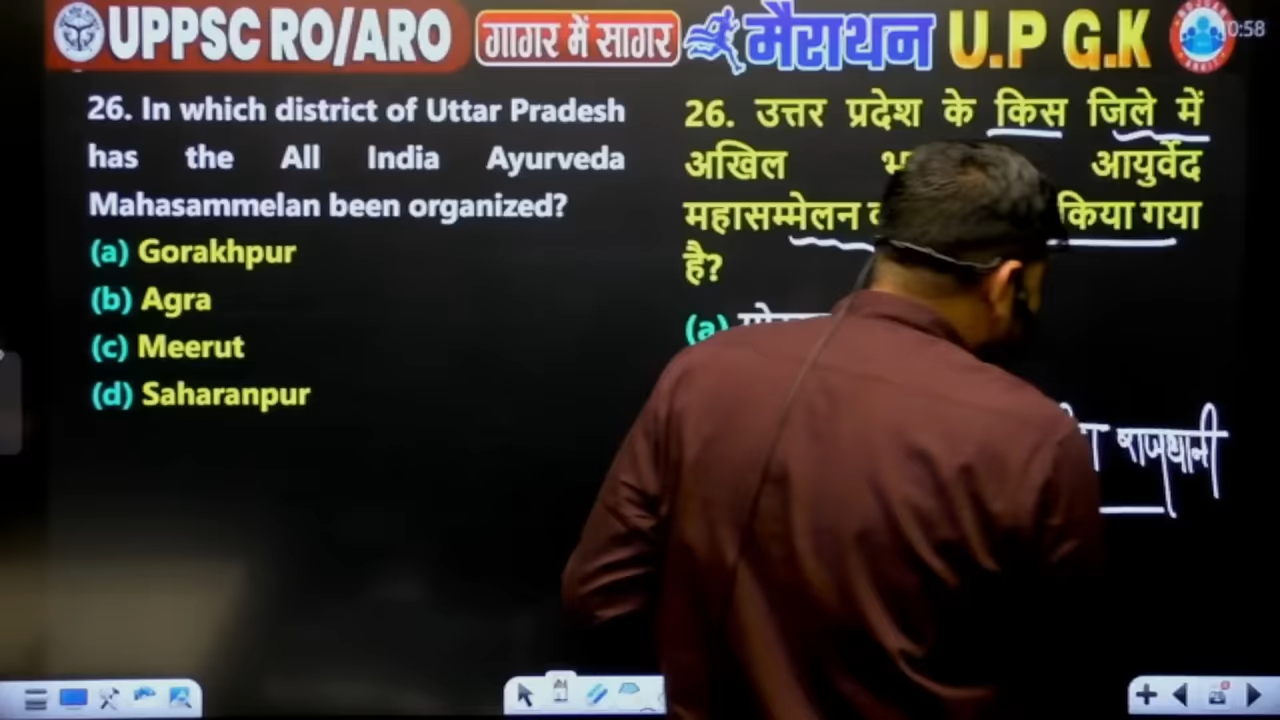 UPPSC RO/ARO
गागर में सागर
मैराथन
U.P G.K
0:58
26. In which district of Uttar Pradesh
has the All India Ayurveda
Mahasammelan been organized?
(a) Gorakhpur
(b) Agra
(c) Meerut
(d) Saharanpur
26. उत्तर प्रदेश के किस जिले में
अखिल आयुर्वेद
महासम्मेलन किया गया
है?
(a)
राजधानी